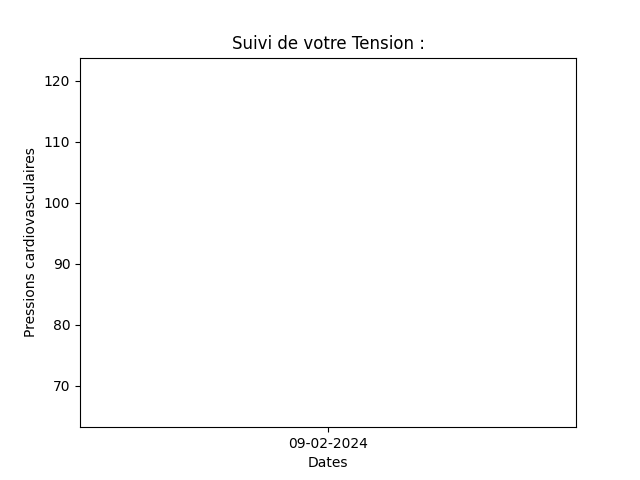 Suivi de votre Tension :
120
110
100
90
80
70
Pressions cardiovasculaires
09-02-2024
Dates